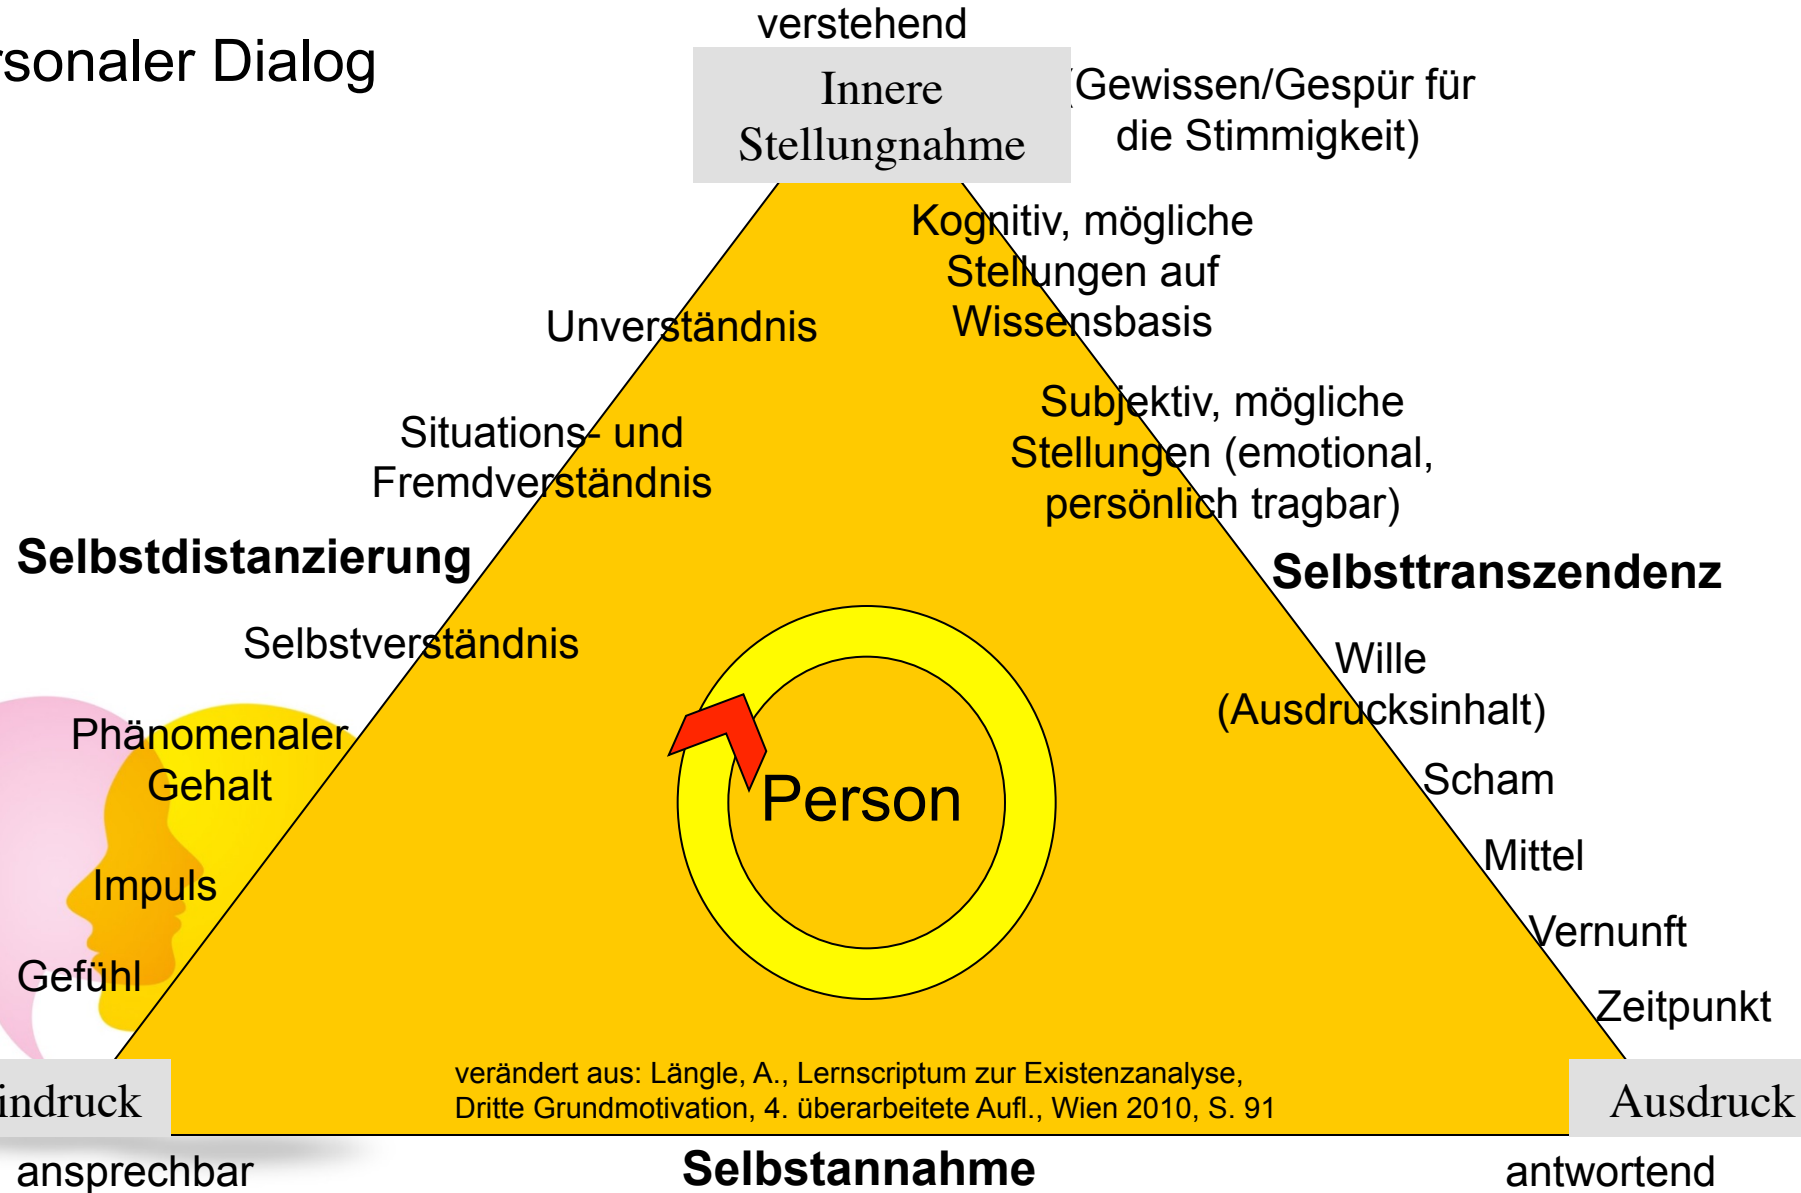 rsonaler Dialog
verstehend
Innere
Stellungnahme
(Gewissen/Gespür für
die Stimmigkeit)
Kognitiv, mögliche
Stellungen auf
Wissensbasis
Unverständnis
Subjektiv, mögliche
Stellungen (emotional,
persönlich tragbar)
Situations- und
Fremdverständnis
Selbstdistanzierung
Selbsttranszendenz
Selbstverständnis
Wille
(Ausdrucksinhalt)
Phänomenaler
Gehalt
Person
Scham
Mittel
Impuls
Vernunft
Gefühl
Zeitpunkt
indruck
verändert aus: Längle, A., Lernscriptum zur Existenzanalyse,
Dritte Grundmotivation, 4. überarbeitete Aufl., Wien 2010, S. 91
Ausdruck
ansprechbar
Selbstannahme
antwortend